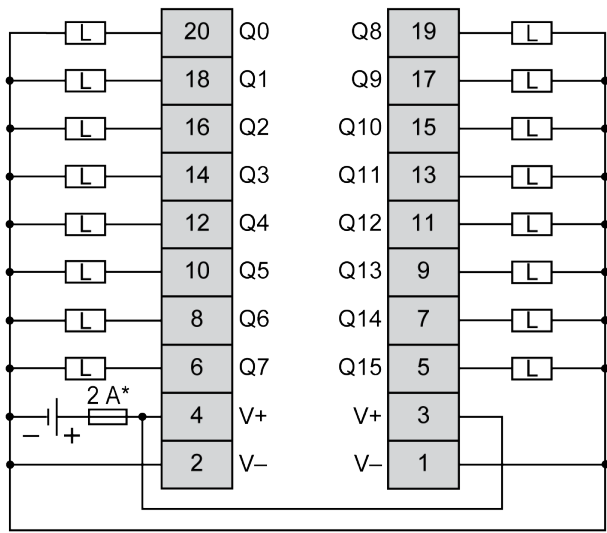 L 20 Q0 Q8 19 L
L 18 Q1 Q9 17 L
L 16 Q2 Q10 15 L
L 14 Q3 Q11 13 L
L 12 Q4 Q12 11 L
L 10 Q5 Q13 9 L
L 8 Q6 Q14 7 L
L 6 Q7 Q15 5 L
2 A*
– + 4 V+ V+ 3
2 V– V– 1